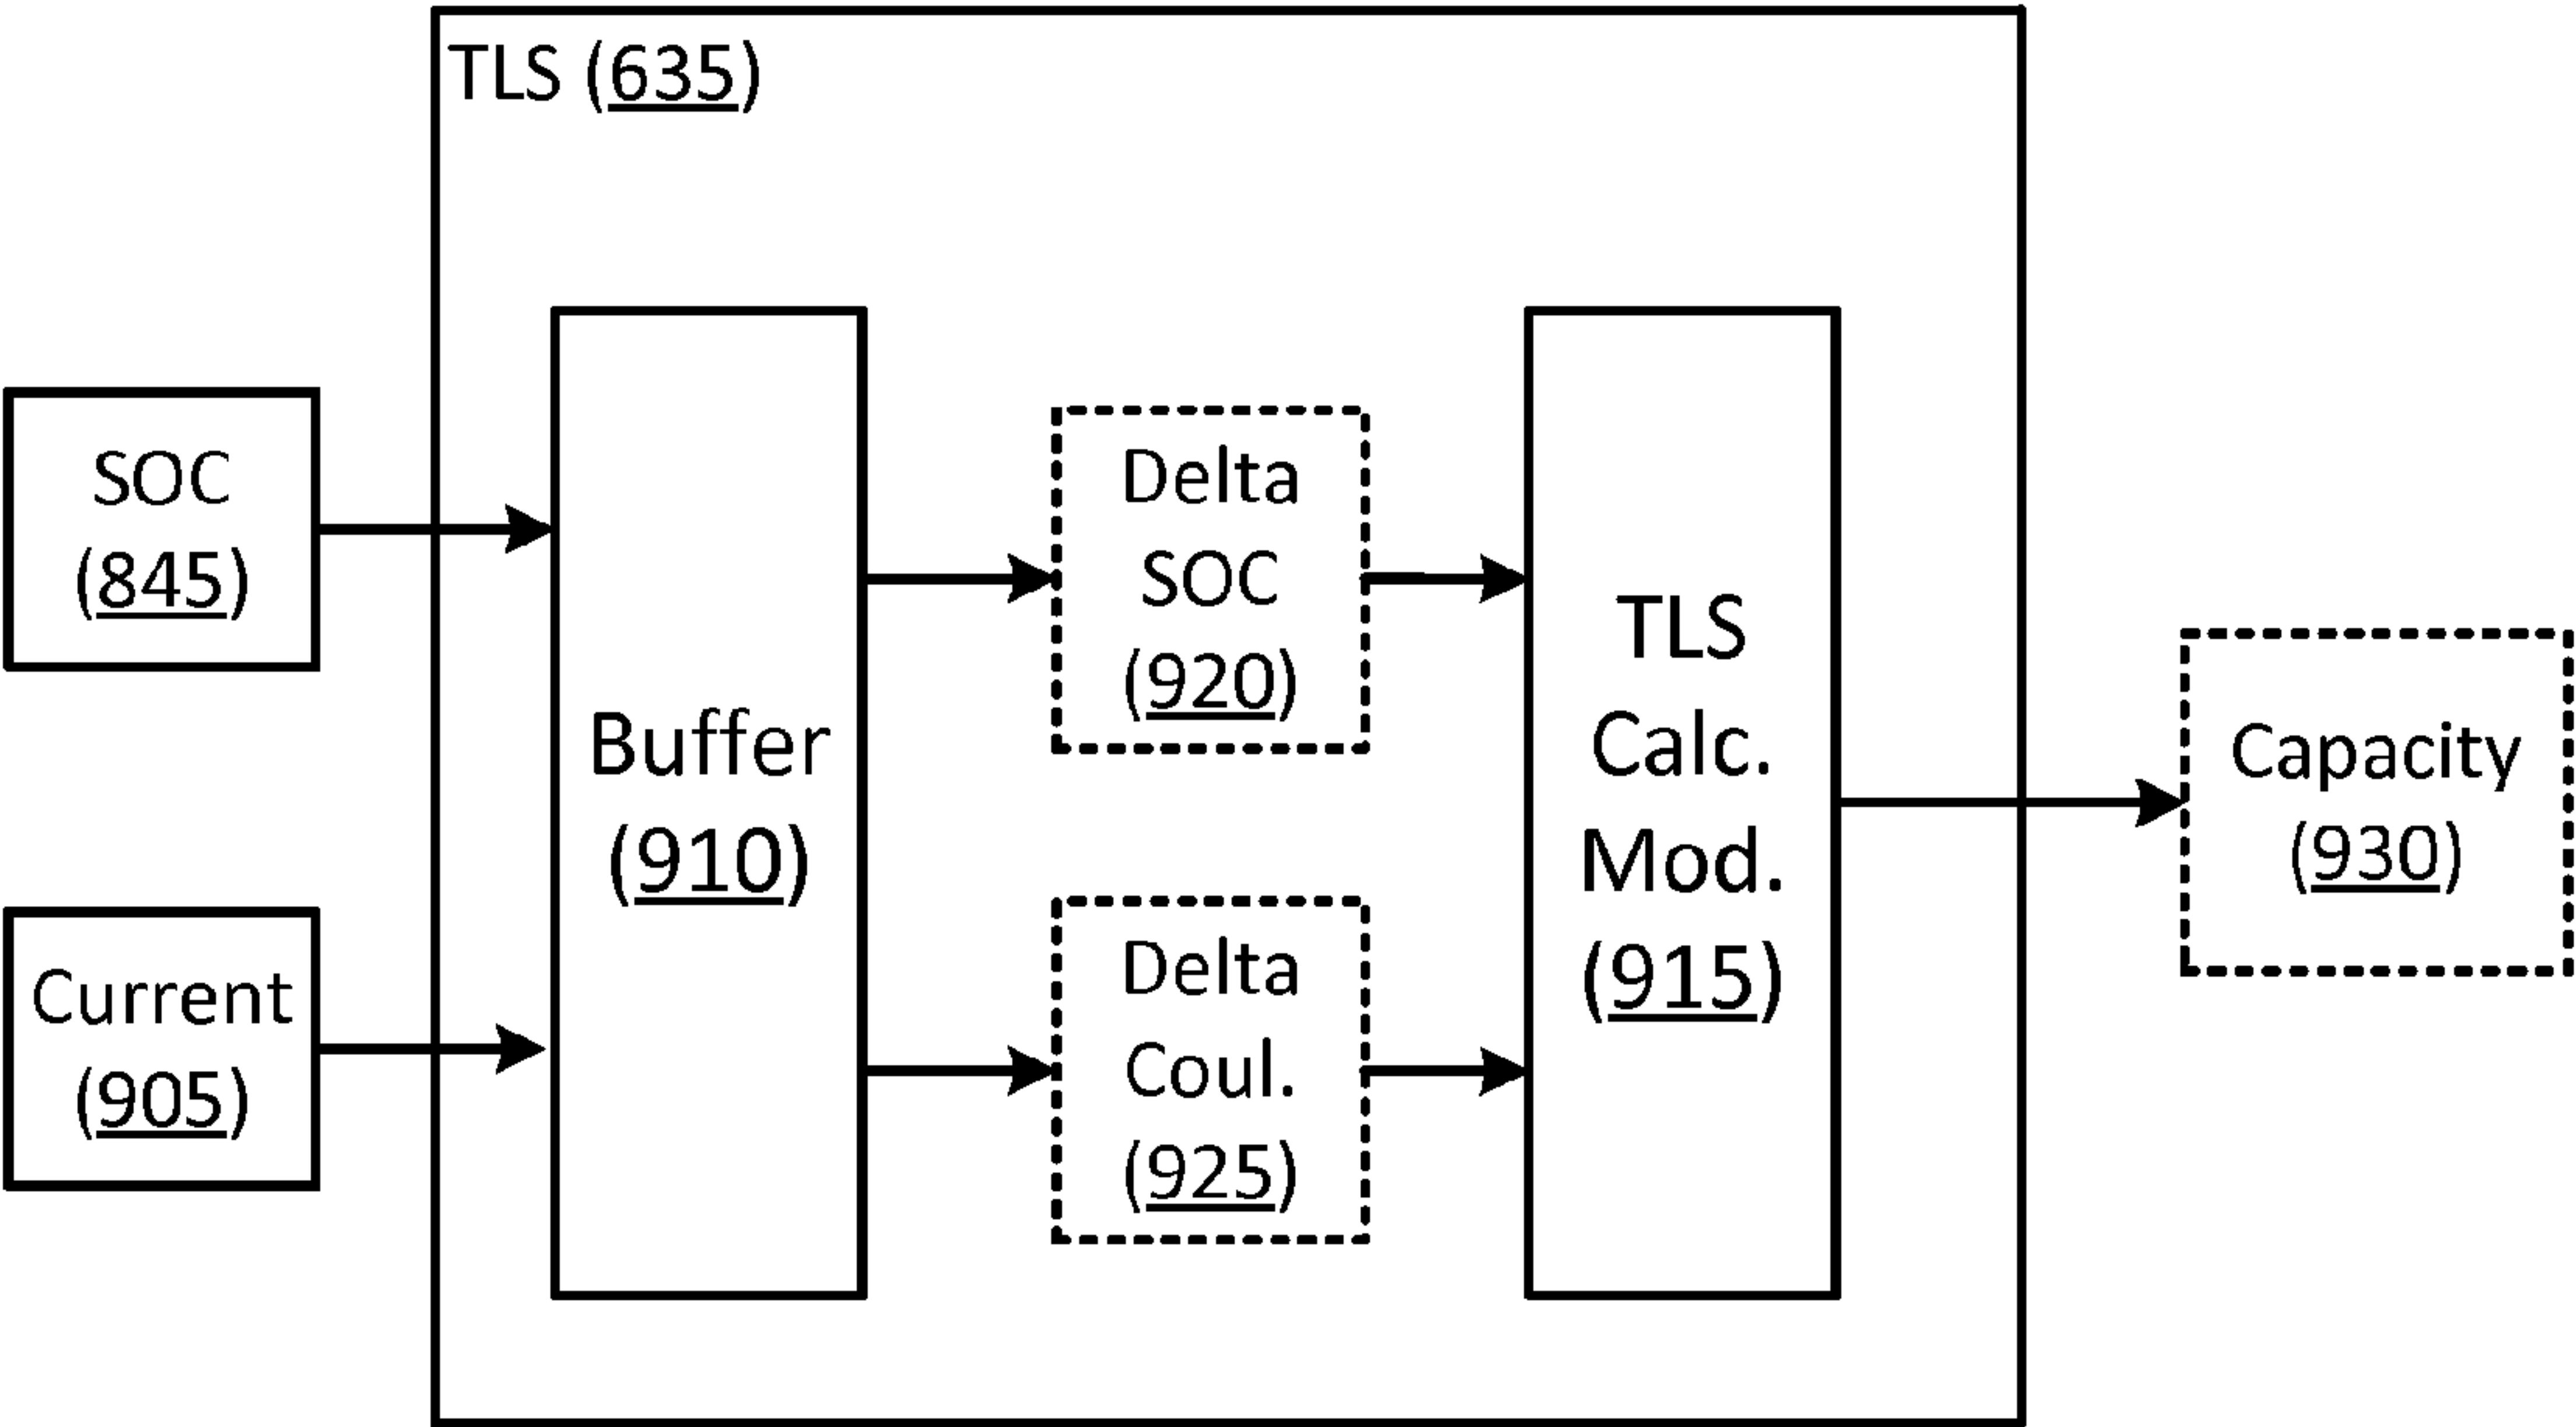 TLS (635)
SOC
(845)
Current
(905)
Buffer
(910)
Delta
SOC
(920)
Delta
Coul.
(925)
TLS
Calc.
Mod.
(915)
Capacity
(930)